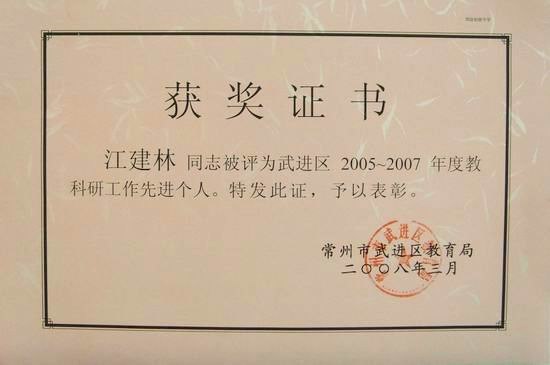 获奖证书
江建林 同志被评为武进区 2005~2007 年度教
科研工作先进个人。特发此证，予以表彰。
常州市武进区教育局
二〇〇八年三月